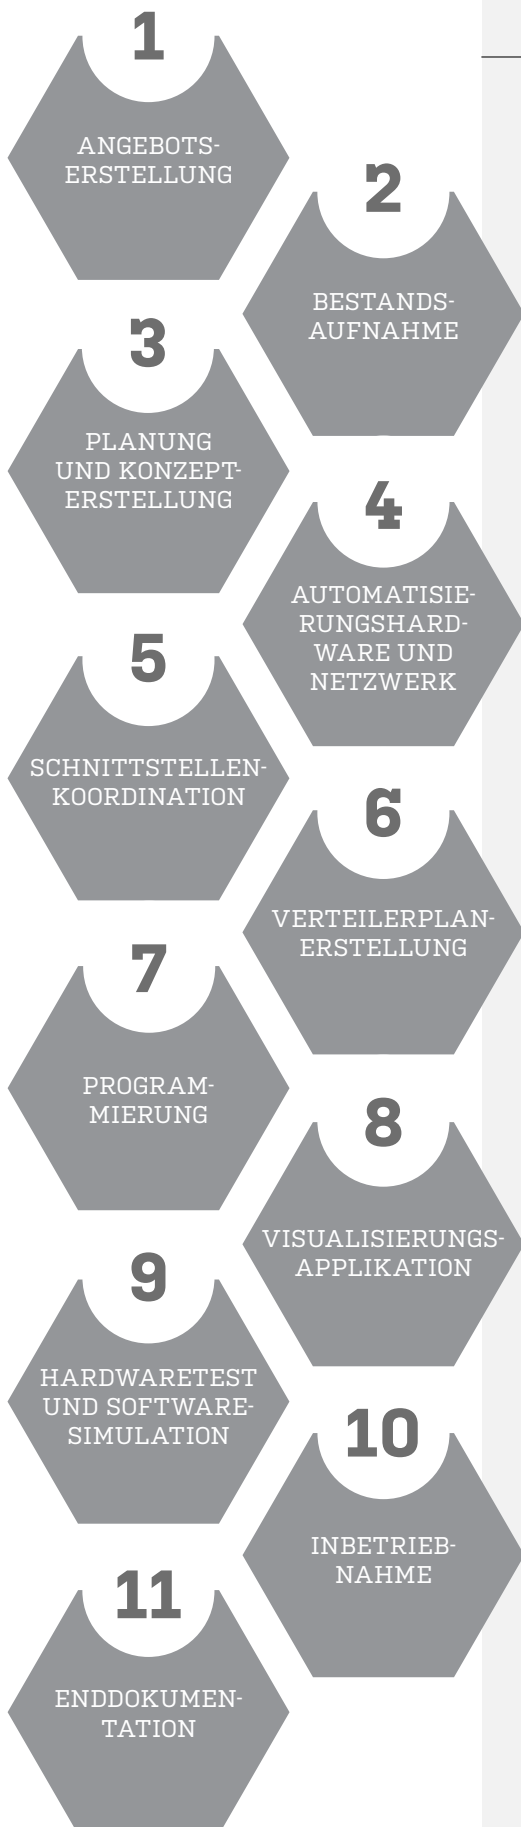 1
ANGEBOTS-
ERSTELLUNG
2
BESTANDS-
AUFNAHME
3
PLANUNG
UND KONZEPT-
ERSTELLUNG
4
AUTOMATISIE-
RUNGSHARD-
WARE UND
NETZWERK
5
SCHNITTSTELLEN-
KOORDINATION
6
VERTEILERPLAN-
ERSTELLUNG
7
PROGRAM-
MIERUNG
8
VISUALISIERUNGS-
APPLIKATION
9
HARDWARETEST
UND SOFTWARE-
SIMULATION
10
INBETRIEB-
NAHME
11
ENDDOKUMEN-
TATION